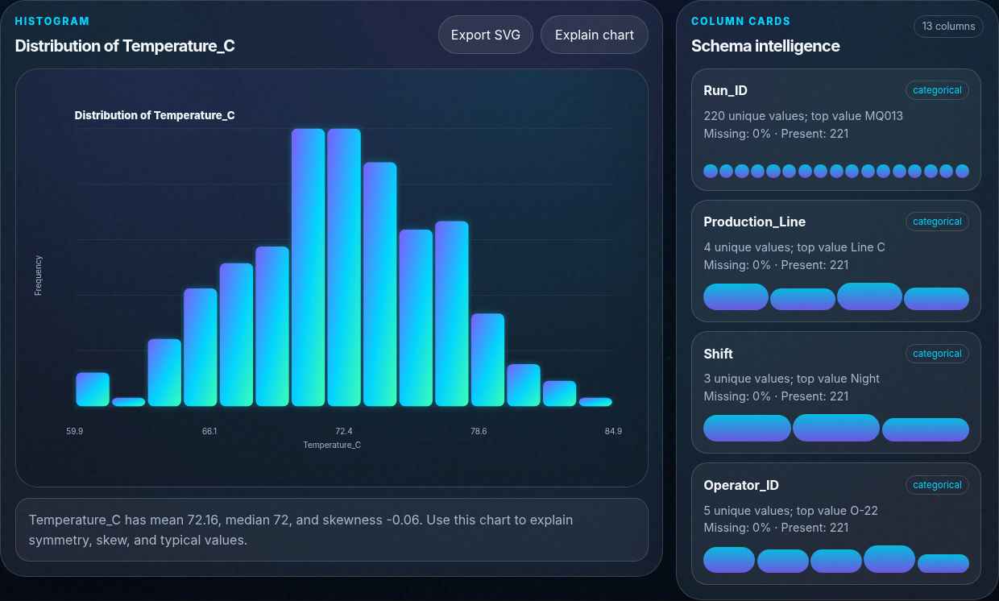 HISTOGRAM
Distribution of Temperature_C
Export SVG
Explain chart
Distribution of Temperature_C
Frequency
59.9
66.1
72.4
78.6
84.9
Temperature_C
Temperature_C has mean 72.16, median 72, and skewness -0.06. Use this chart to explain
symmetry, skew, and typical values.
COLUMN CARDS
Schema intelligence
13 columns
Run_ID
categorical
220 unique values; top value MQ013
Missing: 0% · Present: 221
Production_Line
categorical
4 unique values; top value Line C
Missing: 0% · Present: 221
Shift
categorical
3 unique values; top value Night
Missing: 0% · Present: 221
Operator_ID
categorical
5 unique values; top value O-22
Missing: 0% · Present: 221